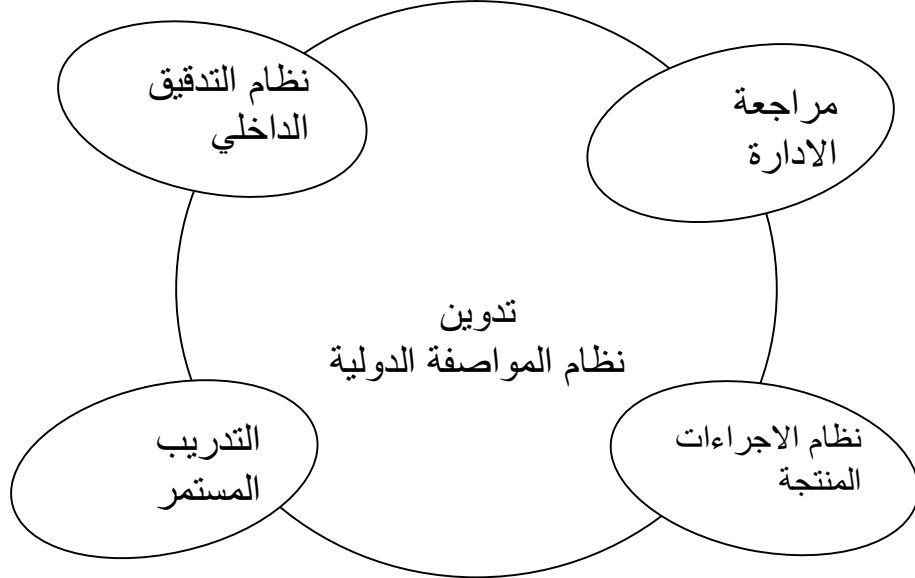 نظام التدقيق
الداخلي
مراجعة
الادارة
تدوين
نظام المواصفة الدولية
التدريب
المستمر
نظام الاجراءات
المنتجة